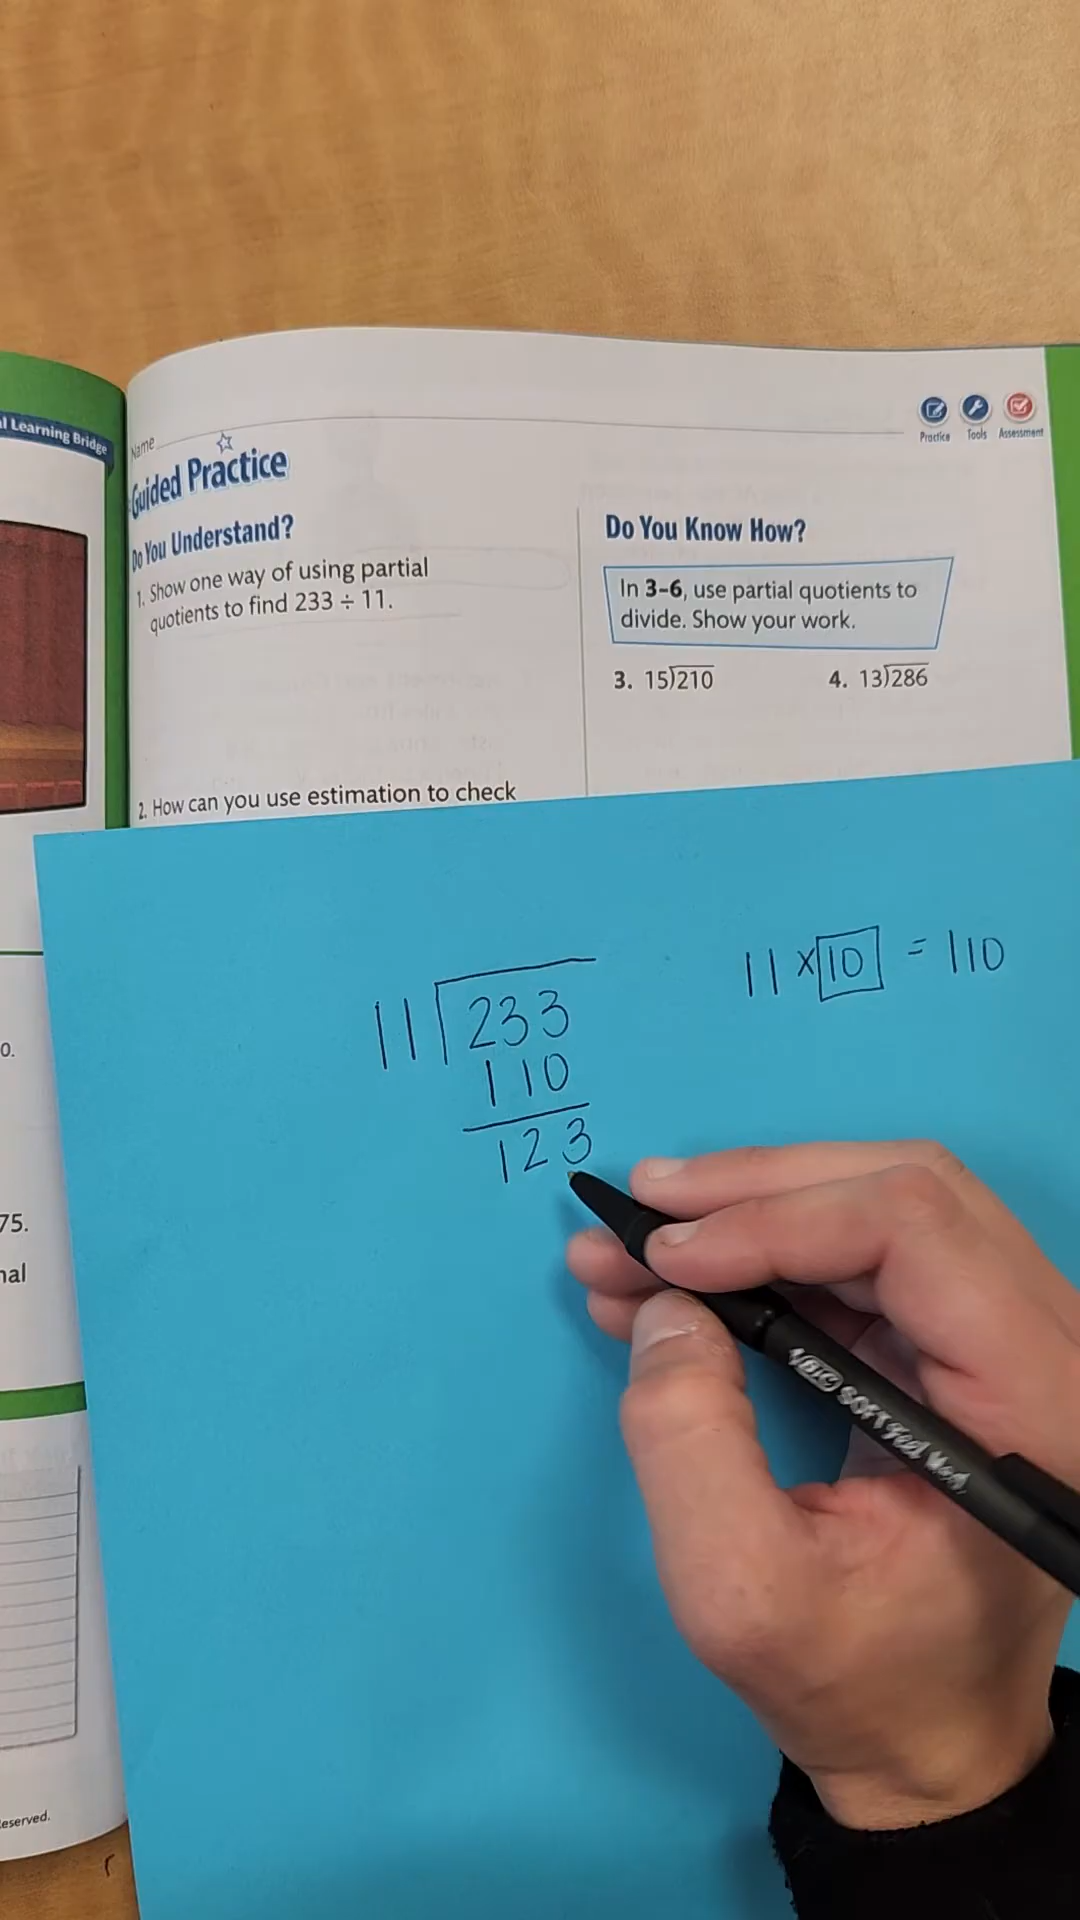 l Learning Bridge
Name
Guided Practice
Do You Understand?
1. Show one way of using partial
quotients to find 233 ÷ 11.
2. How can you use estimation to check
Practice Tools Assessment
Do You Know How?
In 3–6, use partial quotients to
divide. Show your work.
3. 15)210 4. 13)286
0.
75.
nal
eserved.
11 233
110
123
11 × 10 = 110
BIC SOFT Feel Med.